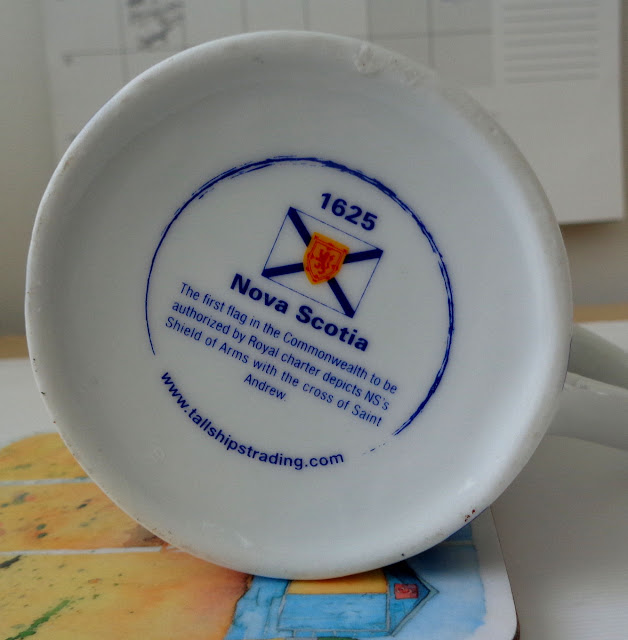 1625
Nova Scotia
The first flag in the Commonwealth to be
authorized by Royal charter depicts NS's
Shield of Arms with the cross of Saint
Andrew
www.tallshipstrading.com